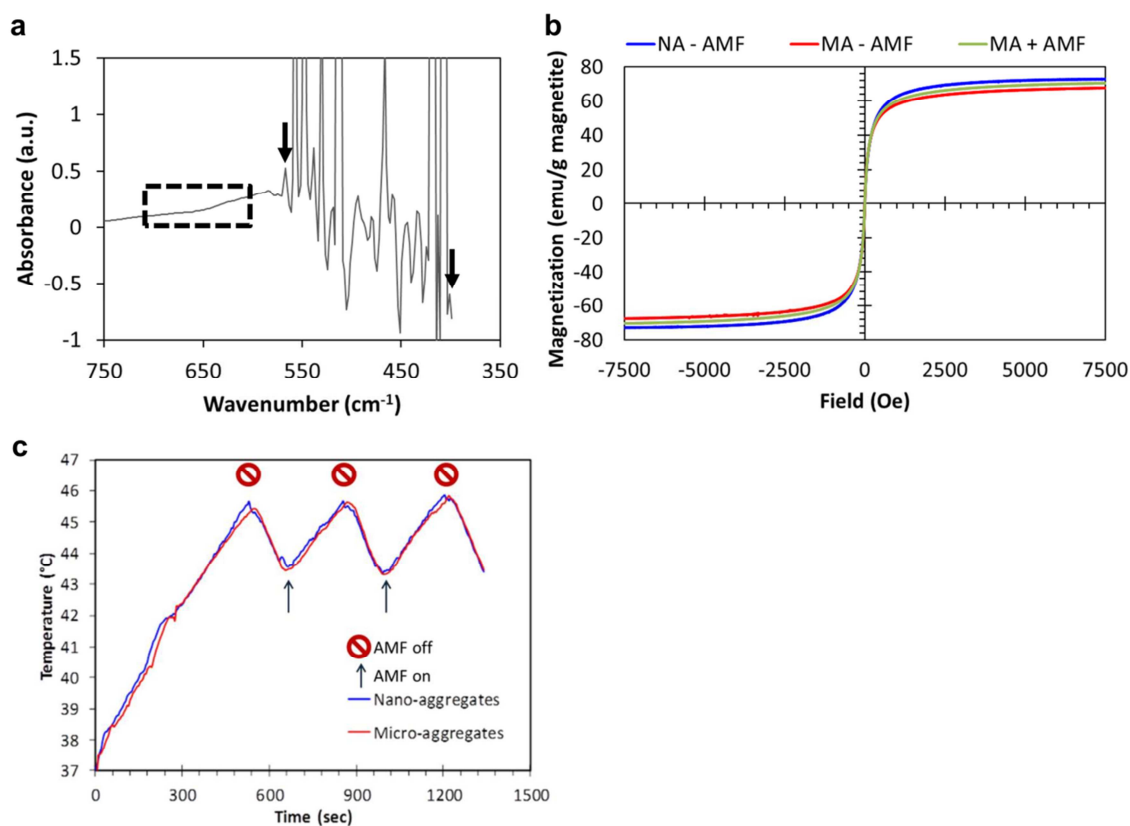 a
1.5
1
0.5
0
-0.5
-1
750
650
550
450
350
Absorbance (a.u.)
Wavenumber (cm-1)
b
NA - AMF
MA - AMF
MA + AMF
80
60
40
20
0
-20
-40
-60
-80
-7500
-5000
-2500
0
2500
5000
7500
Magnetization (emu/g magnetite)
Field (Oe)
c
47
46
45
44
43
42
41
40
39
38
37
0
300
600
900
1200
1500
Temperature (°C)
Time (sec)
AMF off
AMF on
Nano-aggregates
Micro-aggregates